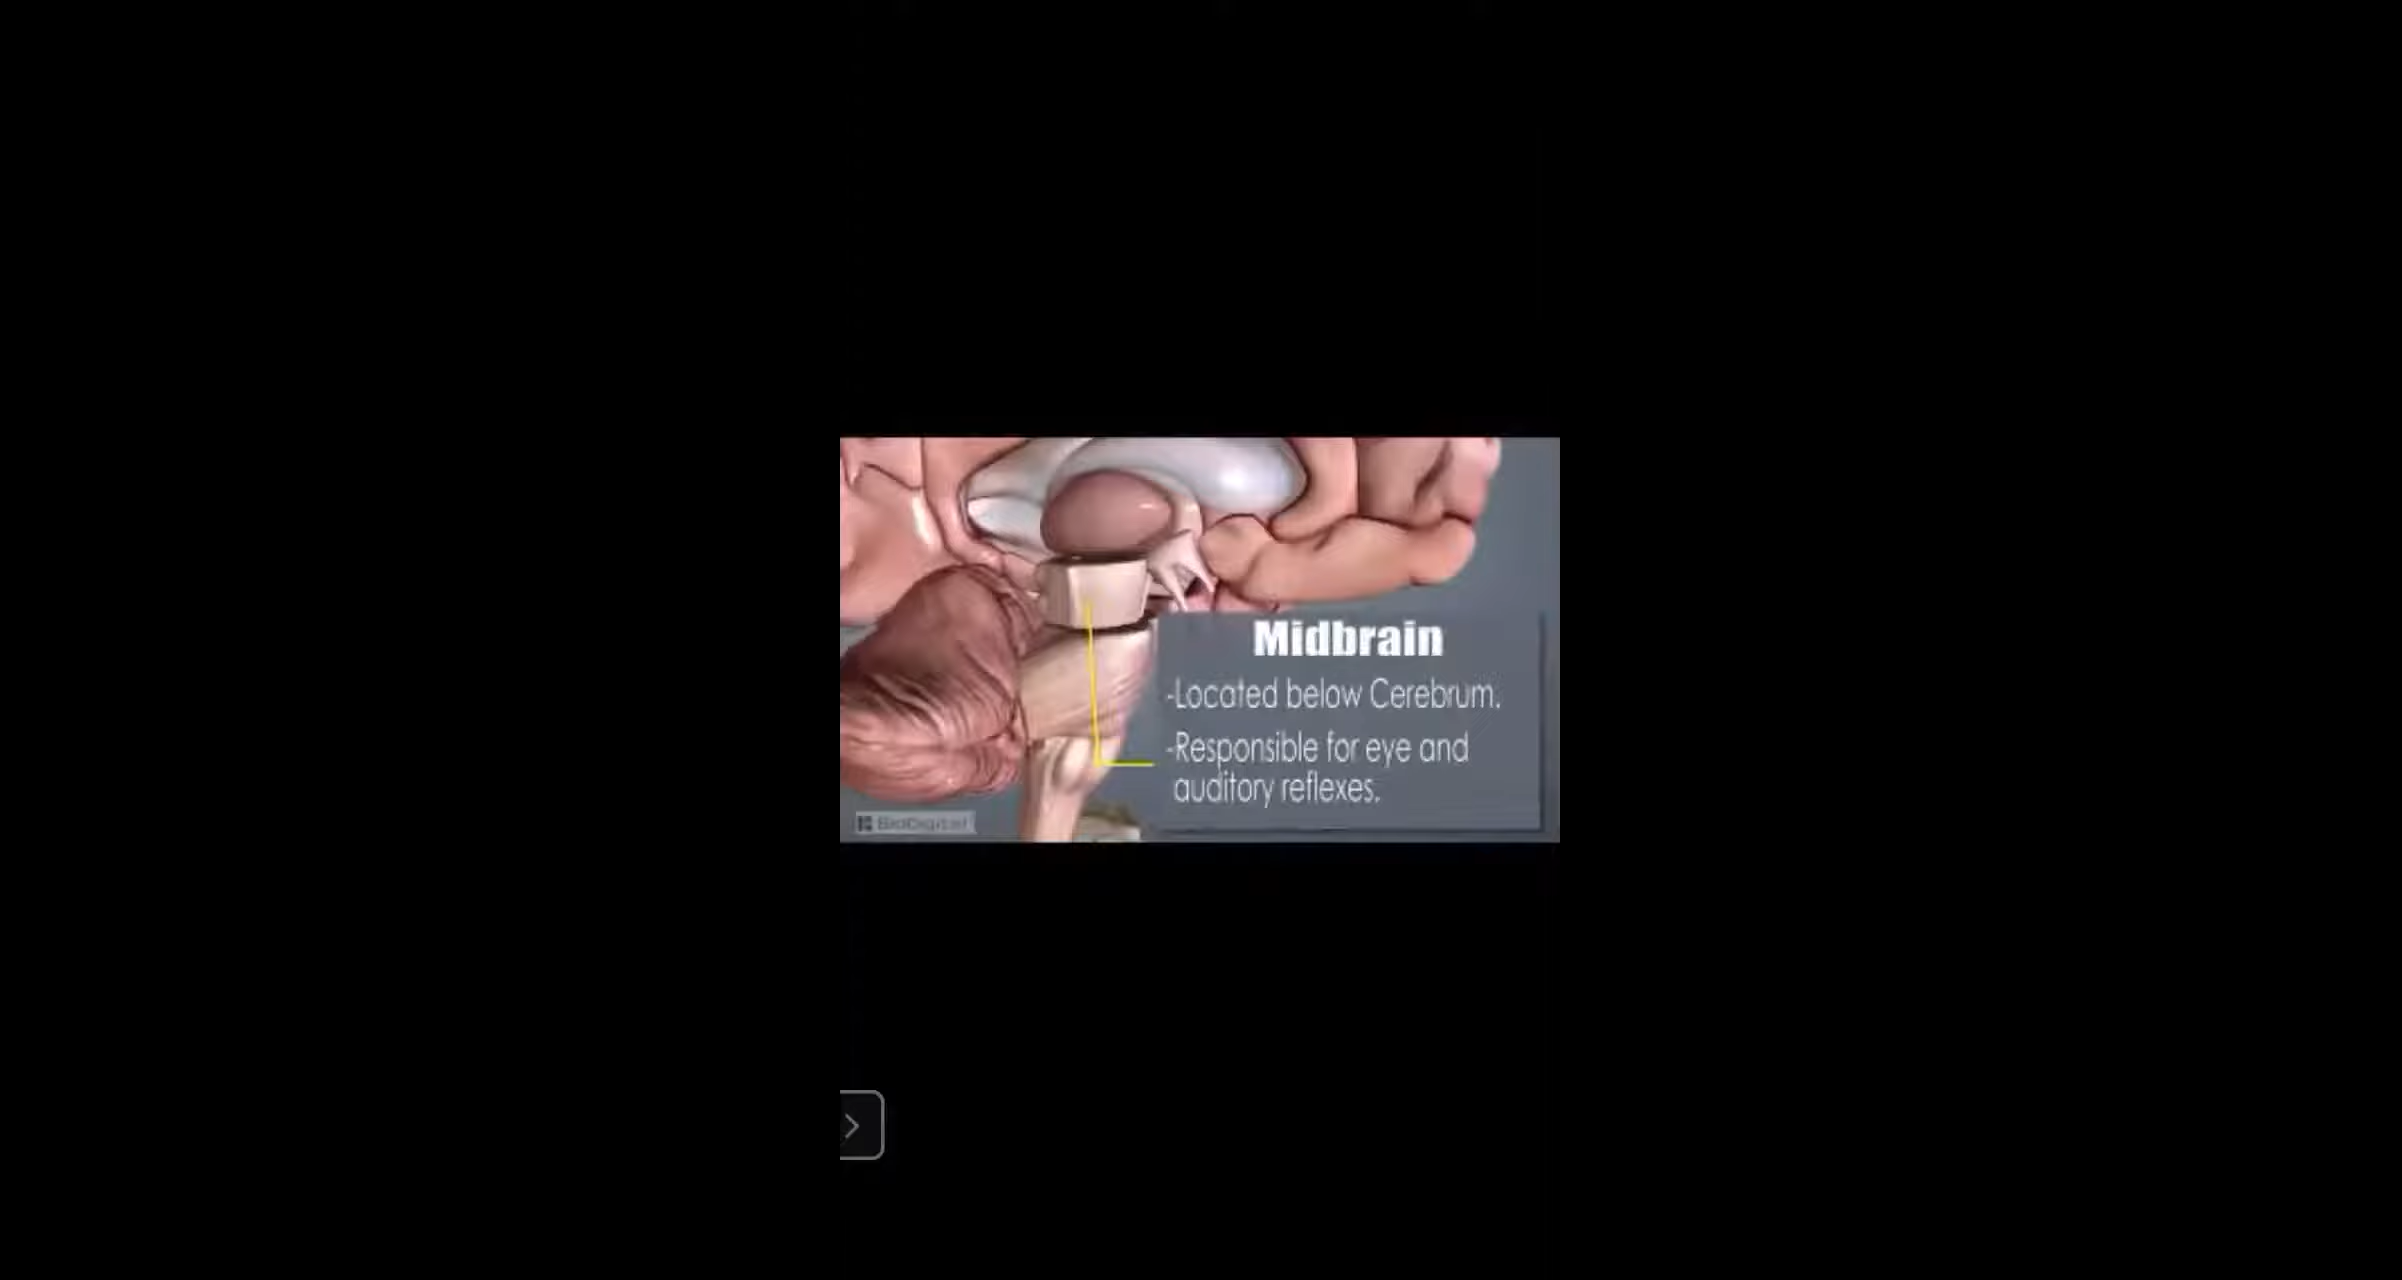 Midbrain
-Located below Cerebrum.
-Responsible for eye and
auditory reflexes.